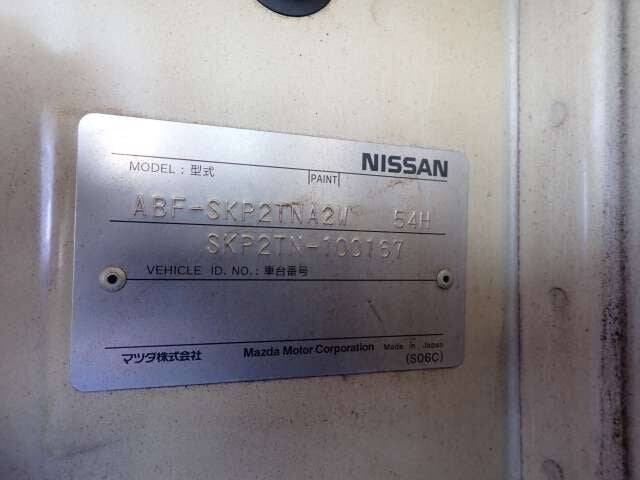 NISSAN
MODEL : 型式 PAINT
ABF-SKP2TNA2W 54H
SKP2TN-100167
VEHICLE ID. NO. : 車台番号
マツダ株式会社 Mazda Motor Corporation Made in Japan
(S06C)